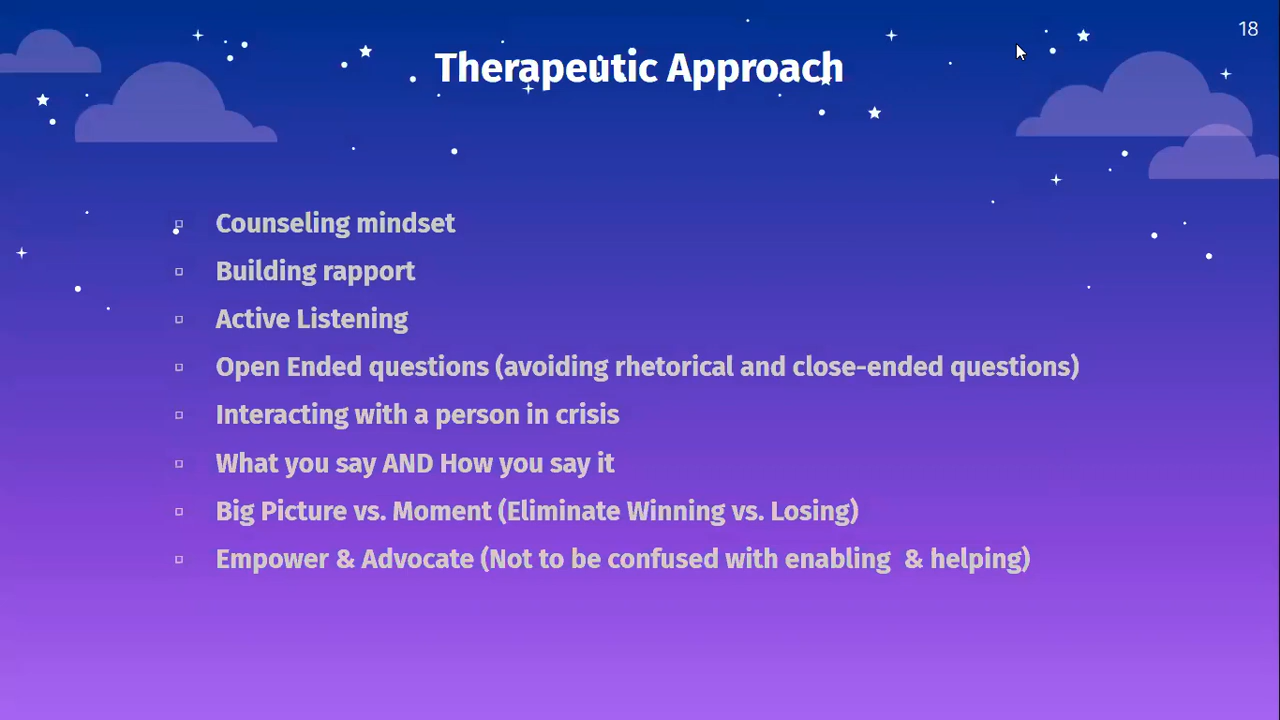 18
Therapeutic Approach
Counseling mindset
Building rapport
Active Listening
Open Ended questions (avoiding rhetorical and close-ended questions)
Interacting with a person in crisis
What you say AND How you say it
Big Picture vs. Moment (Eliminate Winning vs. Losing)
Empower & Advocate (Not to be confused with enabling  & helping)